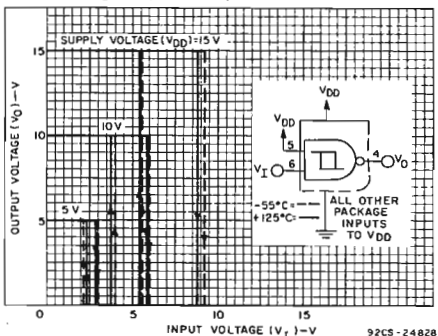 SUPPLY VOLTAGE (VDD)=15 V
15
10 V
10
5 V
5
0
OUTPUT VOLTAGE (VO)—V
VDD
VDD
5
6
4
VI
VO
-55°C= ---
+125°C= —
ALL OTHER
PACKAGE
INPUTS
TO VDD
0
5
10
15
INPUT VOLTAGE (VI)—V
92CS-24828